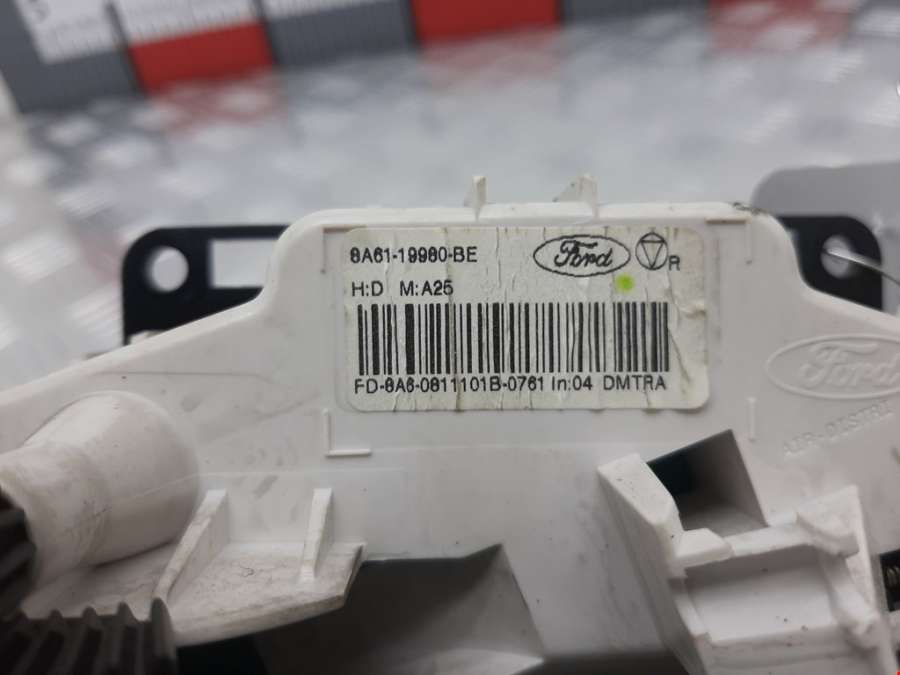 8A61-19980-BE
Ford
R
H:D M:A25
FD-8A6-0811101B-0761 In:04 DMTRA
Ford